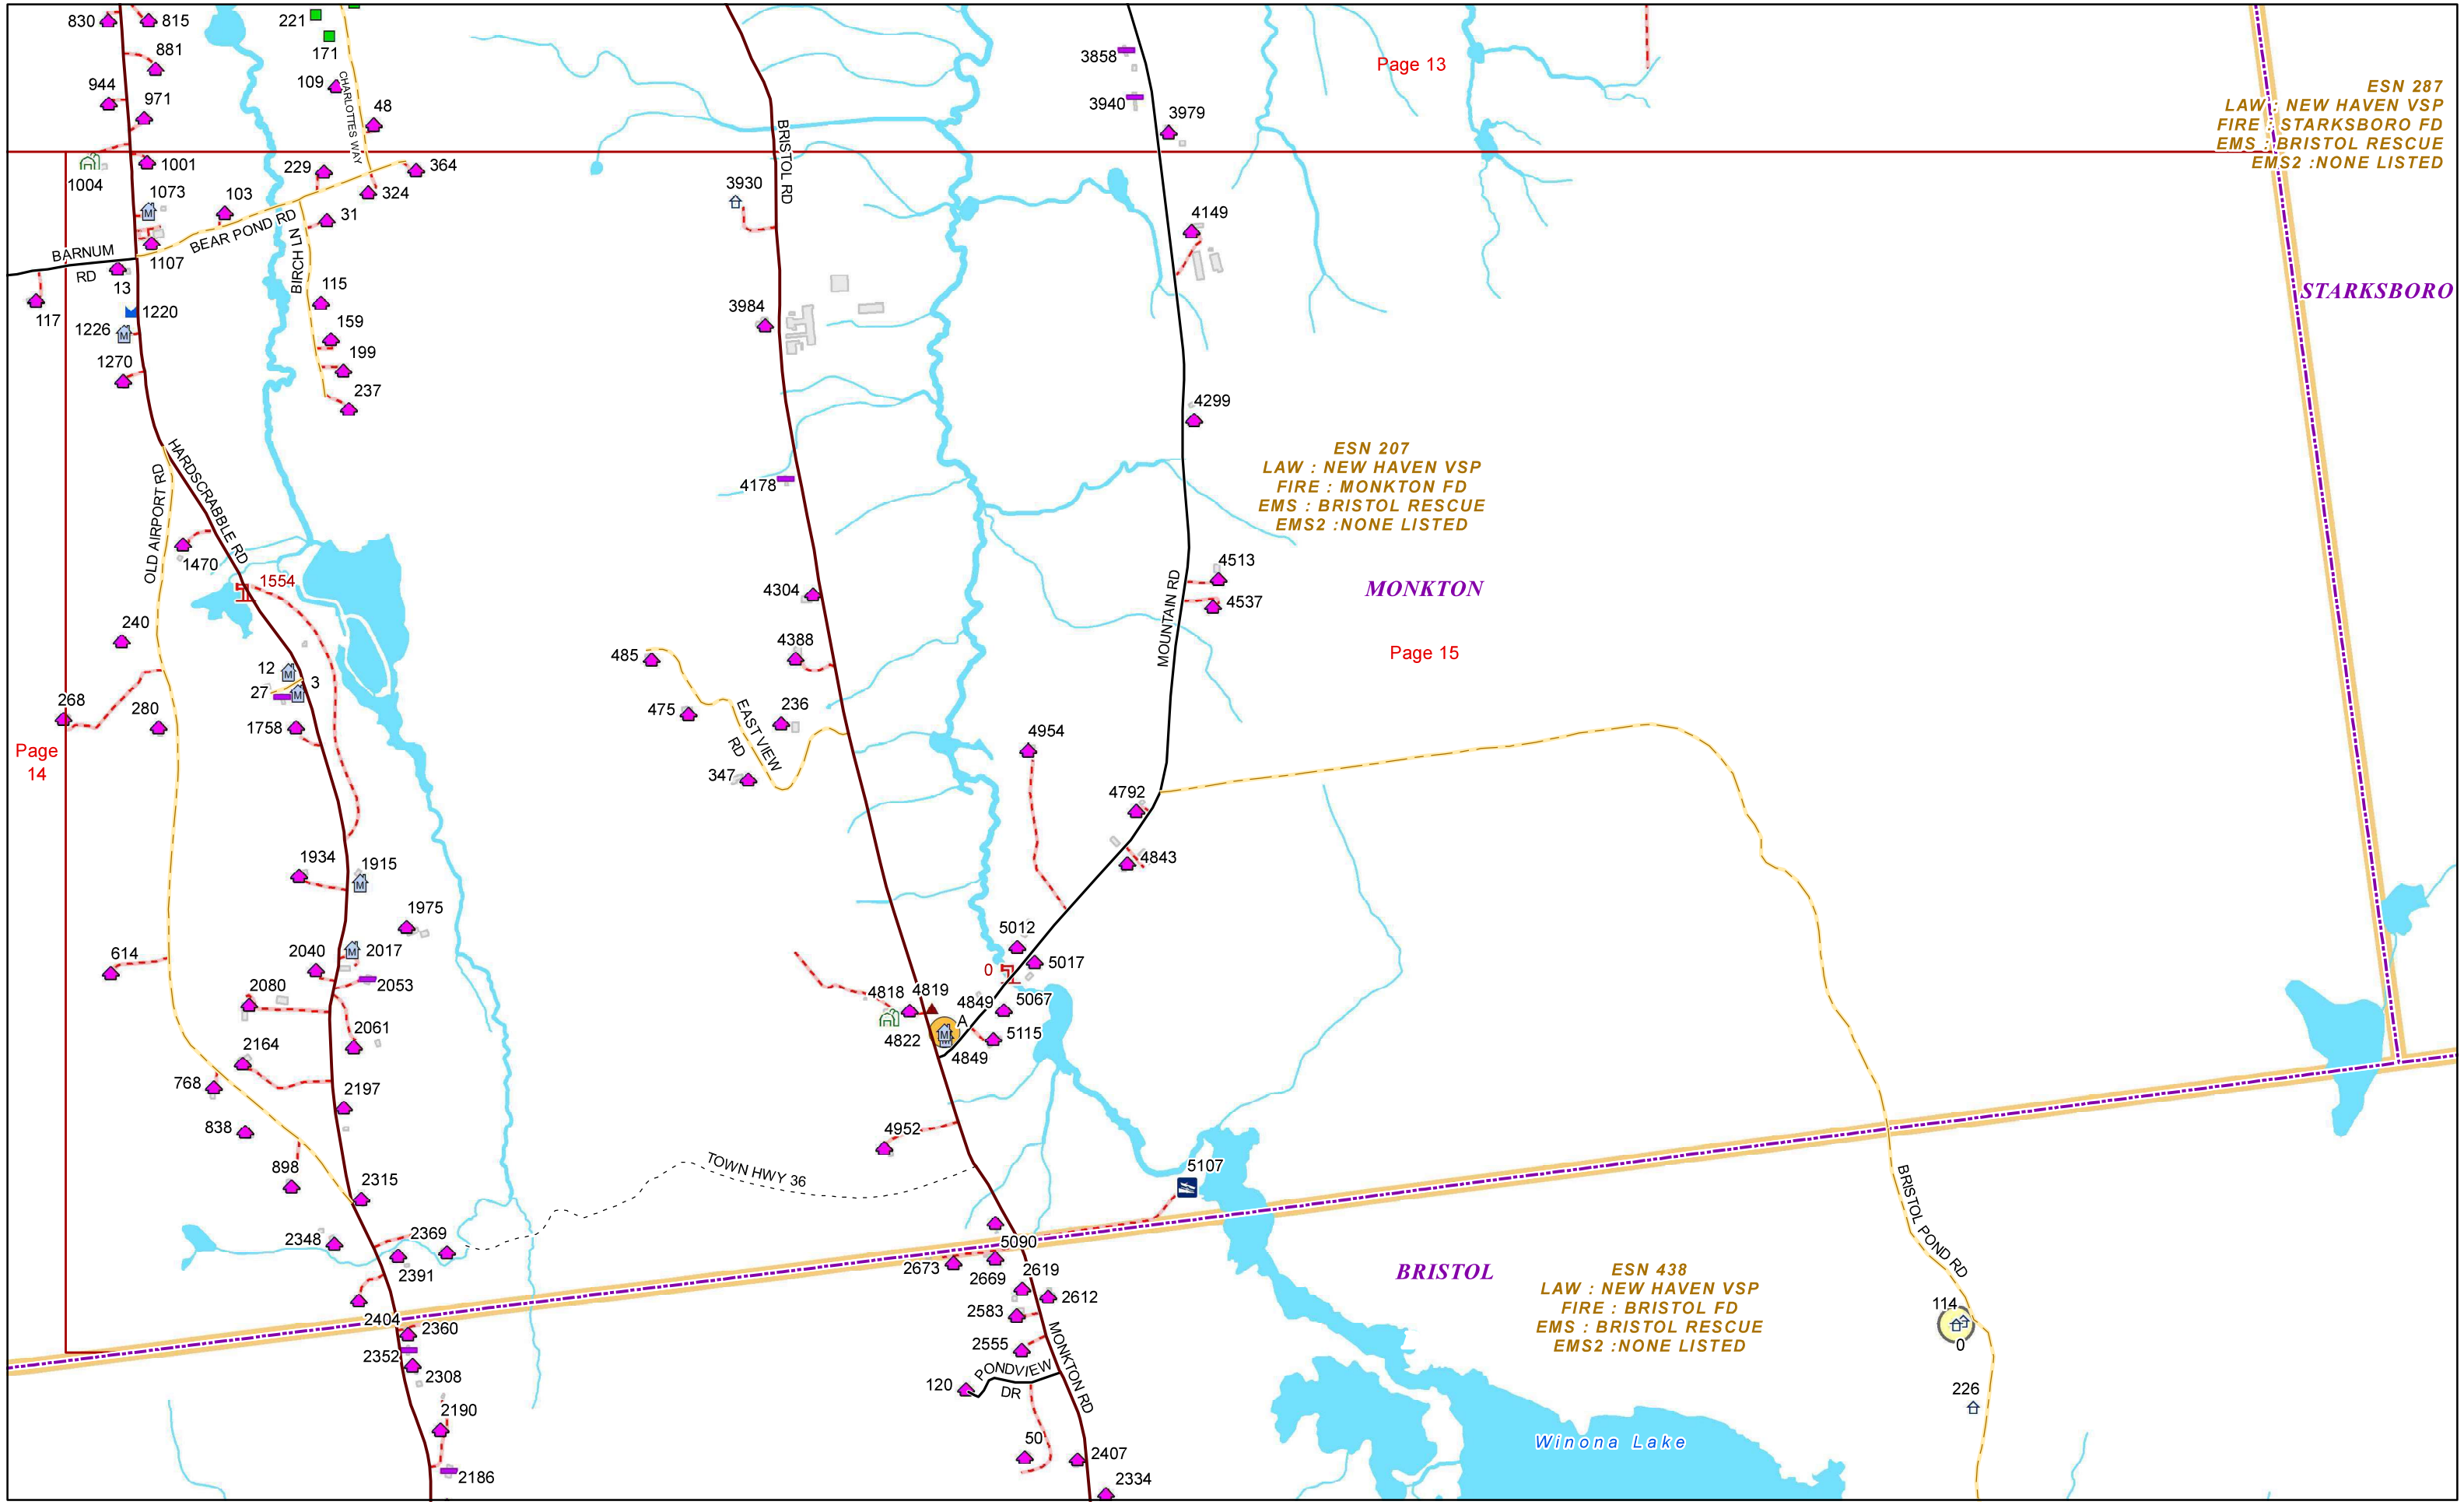 830
815
221
171
881
944
971
109
48
CHARLOTTES WAY
3858
3940
3979
Page 13
ESN 287
LAW : NEW HAVEN VSP
FIRE : STARKSBORO FD
EMS : BRISTOL RESCUE
EMS2 :NONE LISTED
1004
1001
1073
103
229
364
324
31
BRISTOL RD
3930
4149
BARNUM
RD
BEAR POND RD
BIRCH LN
1107
13
117
1220
1226
1270
115
159
199
237
3984
4299
STARKSBORO
HARDSCRABBLE RD
OLD AIRPORT RD
4178
ESN 207
LAW : NEW HAVEN VSP
FIRE : MONKTON FD
EMS : BRISTOL RESCUE
EMS2 :NONE LISTED
1470
1554
4304
4513
4537
MOUNTAIN RD
MONKTON
Page 15
240
12
27
3
268
280
1758
485
4388
475
236
EAST VIEW
RD
347
4954
Page
14
4792
4843
1934
1915
1975
614
2040
2017
2053
2080
2061
5012
0
5017
4818
4819
4849
5067
A
4822
4849
5115
2164
768
2197
838
898
4952
TOWN HWY 36
5107
2315
2348
2369
2391
5090
2673
2669
2619
2612
2583
2555
BRISTOL
ESN 438
LAW : NEW HAVEN VSP
FIRE : BRISTOL FD
EMS : BRISTOL RESCUE
EMS2 :NONE LISTED
BRISTOL POND RD
114
0
226
2404
2360
2352
2308
MONKTON RD
PONDVIEW
DR
120
2190
50
2407
2186
2334
Winona Lake